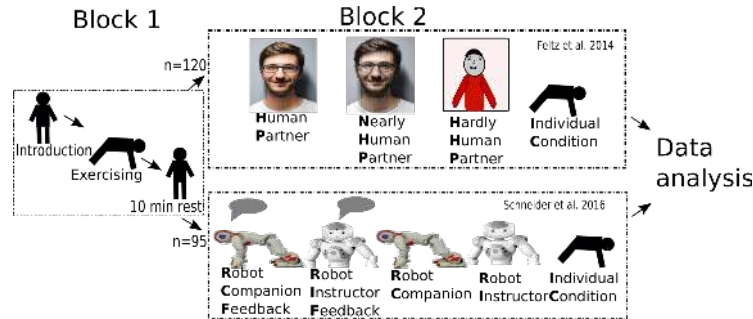 Block 1
Block 2
n=120
Feltz et al. 2014
Human
Partner
Nearly
Human
Partner
Hardly
Human
Partner
Individual
Condition
Introduction
Exercising
10 min rest
Data
analysis
n=95
Schneider et al. 2016
Robot
Companion
Feedback
Robot
Instructor
Feedback
Robot
Companion
Robot
Instructor
Individual
Condition